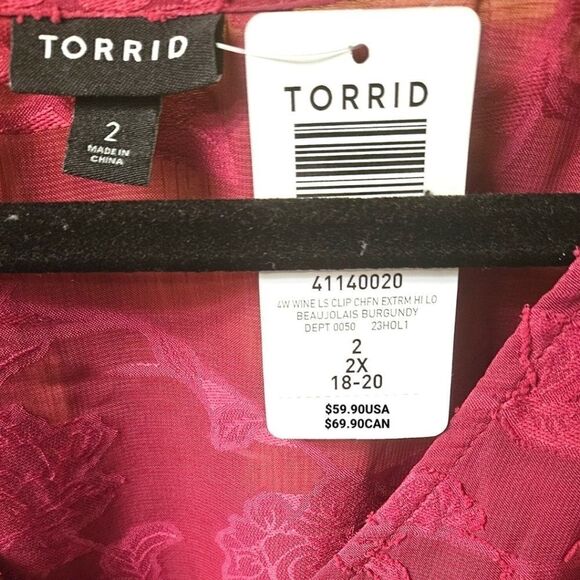 TORRID
2
MADE IN
CHINA
TORRID
41140020
4W WINE LS CLIP CHFN EXTRM HI LO
BEAUJOLAIS BURGUNDY
DEPT 0050 23HOL1
2
2X
18-20
$59.90USA
$69.90CAN